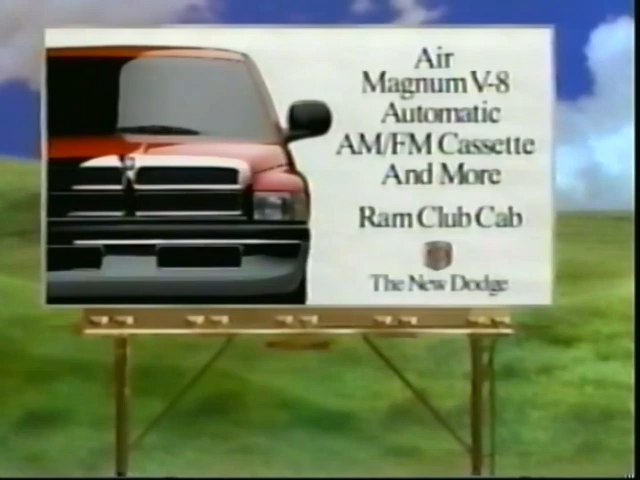 Air
Magnum V-8
Automatic
AM/FM Cassette
And More
Ram Club Cab
The New Dodge